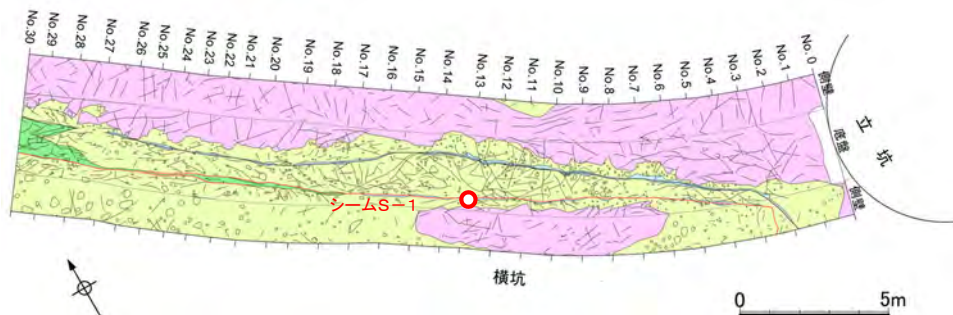 No.30
No.29
No.28
No.27
No.26
No.25
No.24
No.23
No.22
No.21
No.20
No.19
No.18
No.17
No.16
No.15
No.14
No.13
No.12
No.11
No.10
No.9
No.8
No.7
No.6
No.5
No.4
No.3
No.2
No.1
No.0
側壁
底盤
側壁
立坑
シームS-1
横坑
0 5m